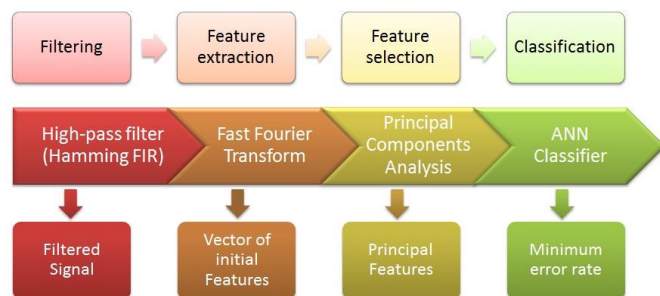 Filtering
Feature
extraction
Feature
selection
Classification
High-pass filter
(Hamming FIR)
Fast Fourier
Transform
Principal
Components
Analysis
ANN
Classifier
Filtered
Signal
Vector of
initial
Features
Principal
Features
Minimum
error rate